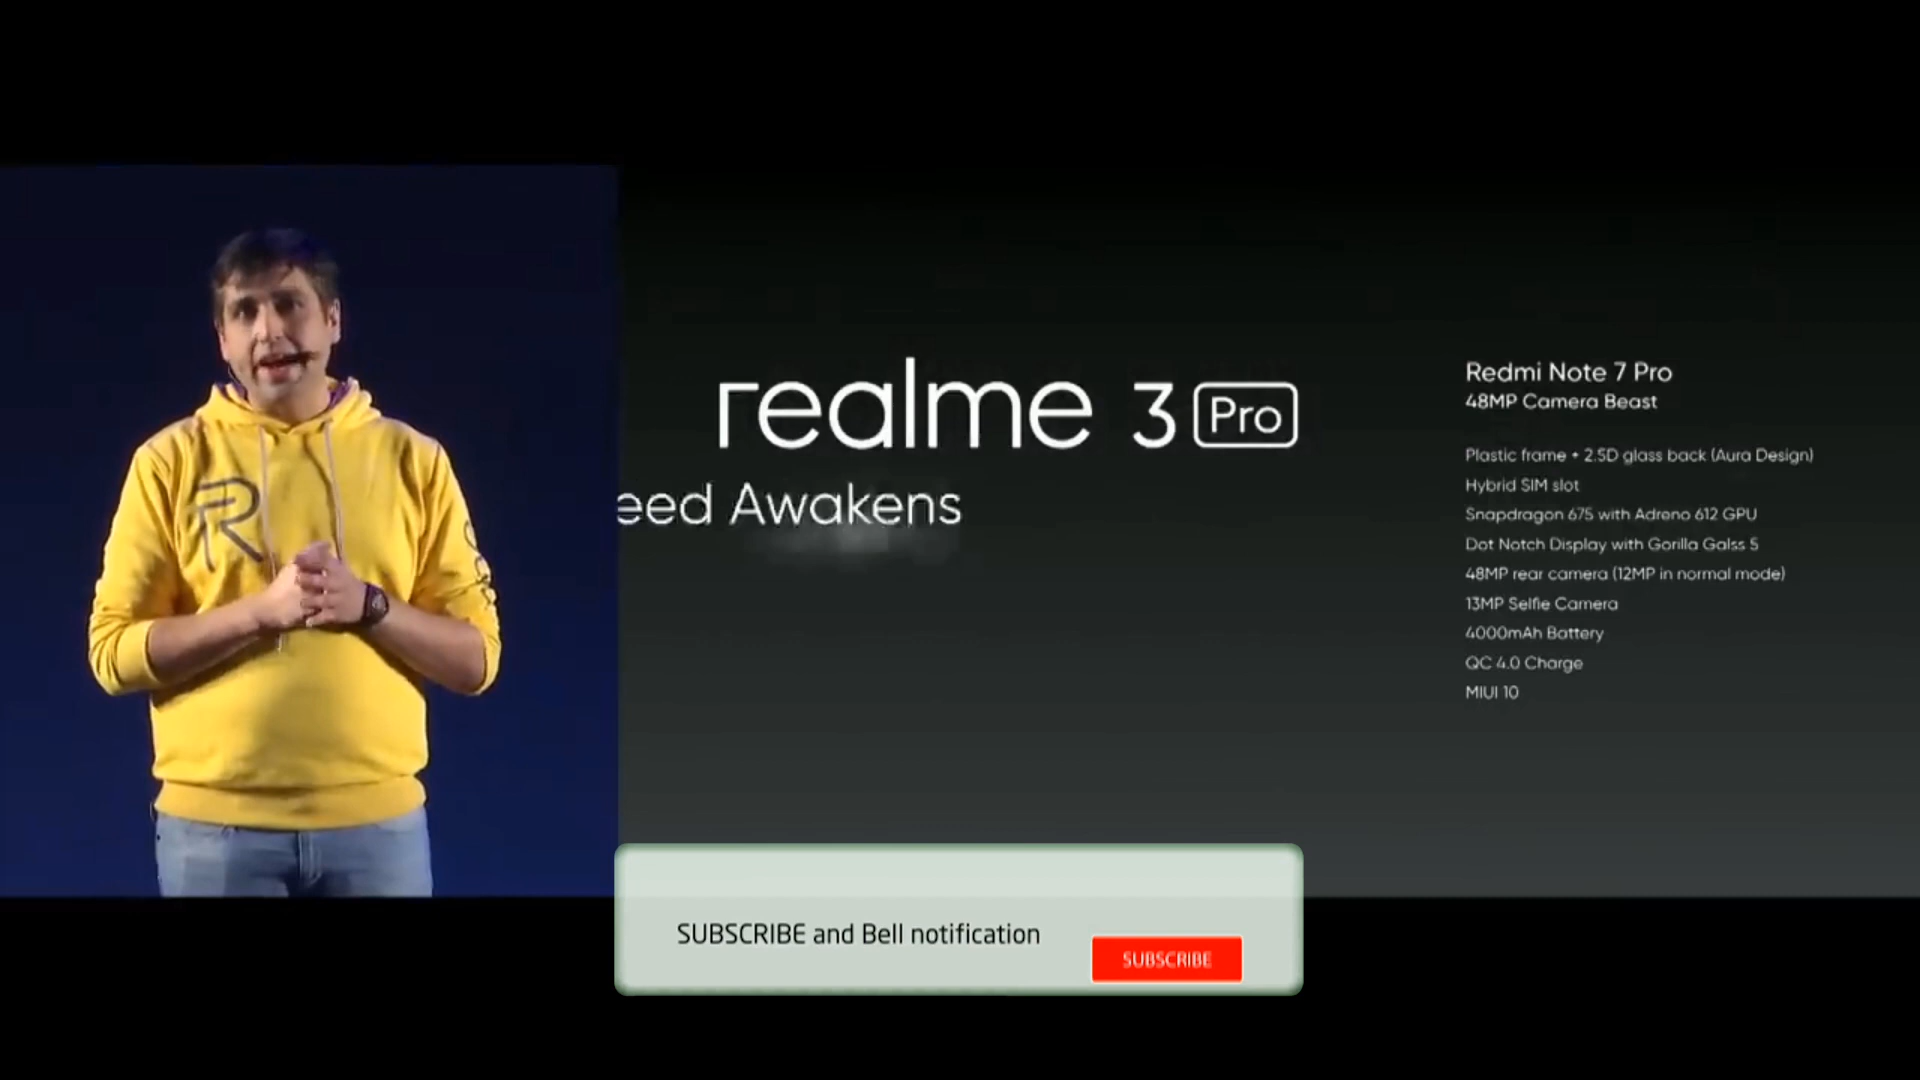 realme 3 Pro
eed Awakens
Redmi Note 7 Pro
48MP Camera Beast
Plastic frame + 2.5D glass back (Aura Design)
Hybrid SIM slot
Snapdragon 675 with Adreno 612 GPU
Dot Notch Display with Gorilla Galss 5
48MP rear camera (12MP in normal mode)
13MP Selfie Camera
4000mAh Battery
QC 4.0 Charge
MIUI 10
R
SUBSCRIBE and Bell notification
SUBSCRIBE